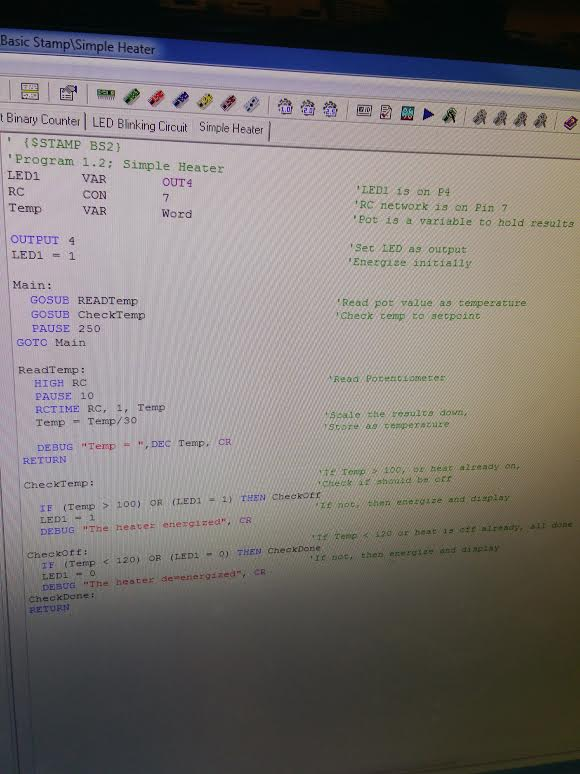 Basic Stamp\Simple Heater
t Binary Counter | LED Blinking Circuit Simple Heater
' {$STAMP BS2}
'Program 1.2; Simple Heater
LED1 VAR OUT4 'LED1 is on P4
RC CON 7 'RC network is on Pin 7
Temp VAR Word 'Pot is a variable to hold results
OUTPUT 4 'Set LED as output
LED1 = 1 'Energize initially
Main:
GOSUB READTemp 'Read pot value as temperature
GOSUB CheckTemp 'Check temp to setpoint
PAUSE 250
GOTO Main
ReadTemp:
HIGH RC 'Read Potentiometer
PAUSE 10
RCTIME RC, 1, Temp 'Scale the results down,
Temp = Temp/30 'Store as temperature
DEBUG "Temp = ",DEC Temp, CR
RETURN
CheckTemp: 'If Temp > 100, or heat already on,
'Check if should be off
IF (Temp > 100) OR (LED1 = 1) THEN CheckOff
LED1 = 1 'If not, then energize and display
DEBUG "The heater energized", CR
CheckOff: 'If Temp < 120 or heat is off already, all done
IF (Temp < 120) OR (LED1 = 0) THEN CheckDone
LED1 = 0 'If not, then energize and display
DEBUG "The heater de=energized", CR
CheckDone:
RETURN